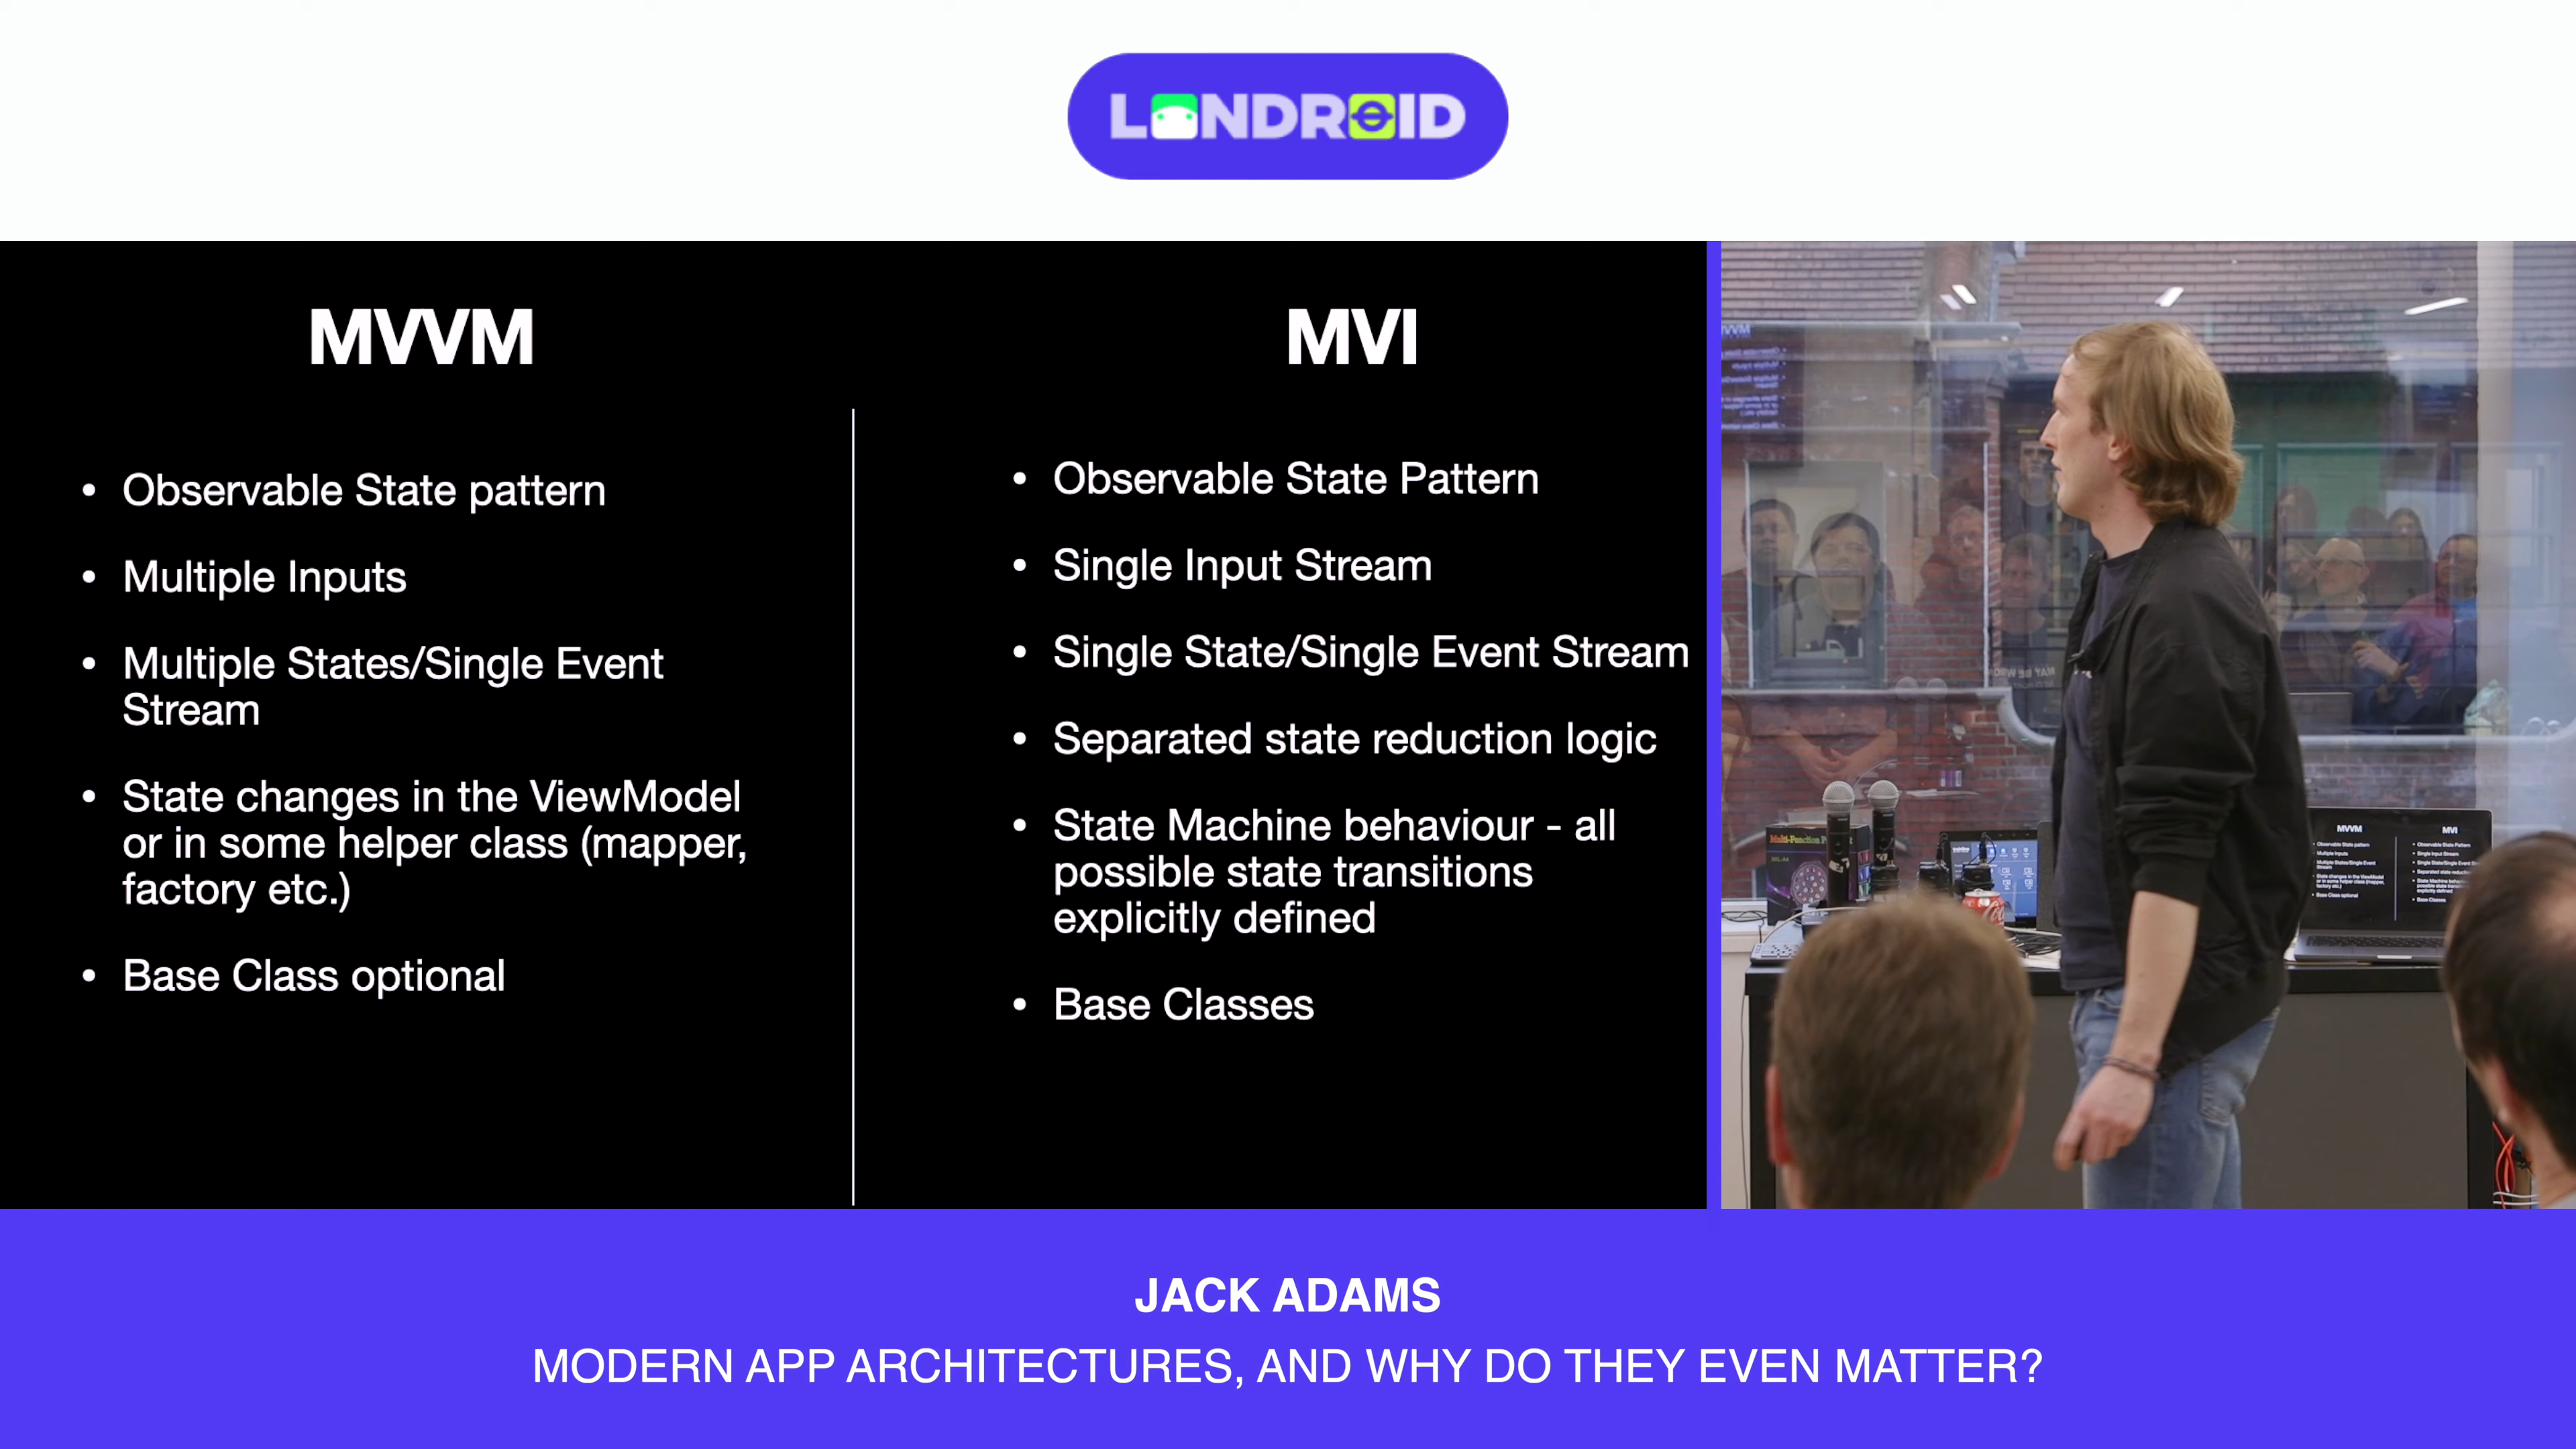 LONDROID
MVVM
• Observable State pattern
• Multiple Inputs
• Multiple States/Single Event
Stream
• State changes in the ViewModel
or in some helper class (mapper,
factory etc.)
• Base Class optional
MVI
• Observable State Pattern
• Single Input Stream
• Single State/Single Event Stream
• Separated state reduction logic
• State Machine behaviour - all
possible state transitions
explicitly defined
• Base Classes
MVVM
MVI
JACK ADAMS
MODERN APP ARCHITECTURES, AND WHY DO THEY EVEN MATTER?